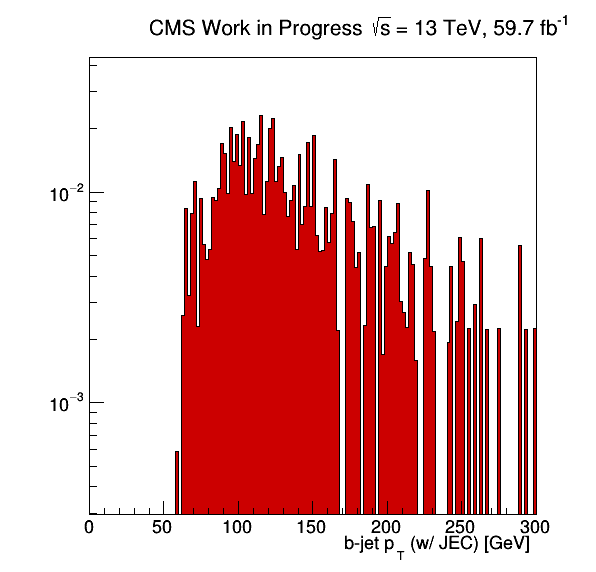 CMS Work in Progress √s = 13 TeV, 59.7 fb⁻¹
10⁻²
10⁻³
0 50 100 150 200 250 300
b-jet p_T (w/ JEC) [GeV]